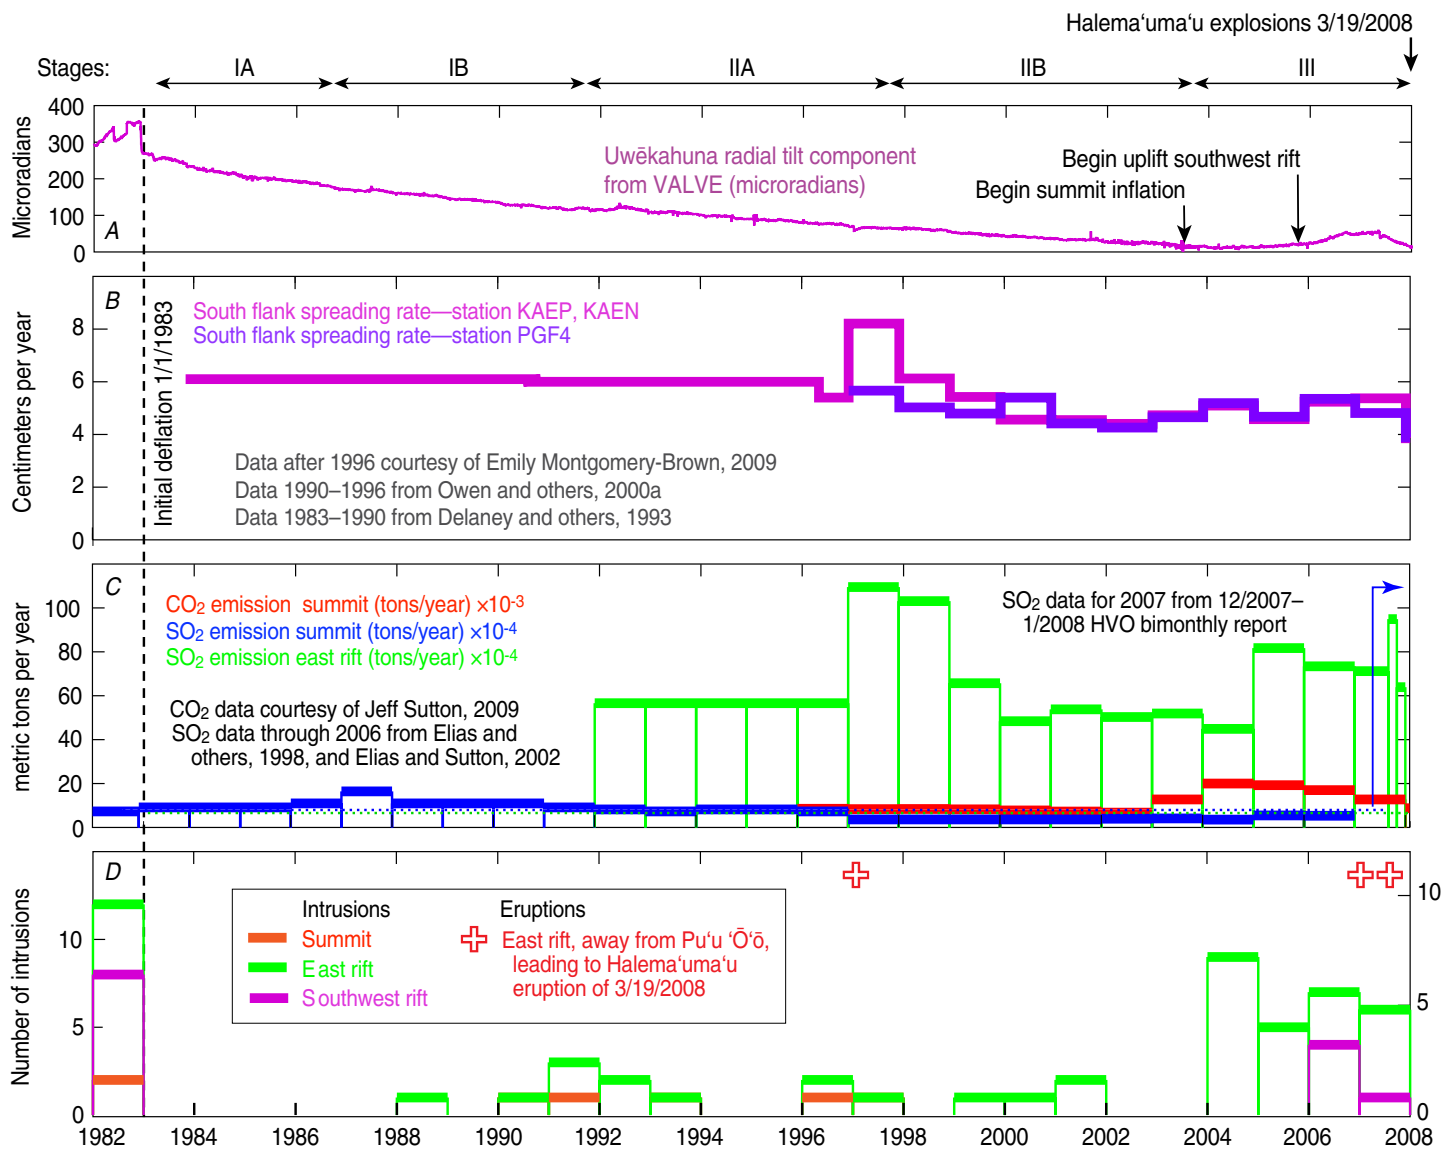 Halemaʻumaʻu explosions 3/19/2008
Stages: IA IB IIA IIB III
Microradians
400
300
200
100
0
A
Uwēkahuna radial tilt component
from VALVE (microradians)
Begin uplift southwest rift
Begin summit inflation
Centimeters per year
8
6
4
2
0
B
Initial deflation 1/1/1983
South flank spreading rate—station KAEP, KAEN
South flank spreading rate—station PGF4
Data after 1996 courtesy of Emily Montgomery-Brown, 2009
Data 1990–1996 from Owen and others, 2000a
Data 1983–1990 from Delaney and others, 1993
metric tons per year
100
80
60
40
20
0
C
CO2 emission summit (tons/year) ×10-3
SO2 emission summit (tons/year) ×10-4
SO2 emission east rift (tons/year) ×10-4
CO2 data courtesy of Jeff Sutton, 2009
SO2 data through 2006 from Elias and
others, 1998, and Elias and Sutton, 2002
SO2 data for 2007 from 12/2007–
1/2008 HVO bimonthly report
Number of intrusions
10
5
0
D
Intrusions
Summit
East rift
Southwest rift
Eruptions
East rift, away from Puʻu ʻŌʻō,
leading to Halemaʻumaʻu
eruption of 3/19/2008
10
5
0
1982 1984 1986 1988 1990 1992 1994 1996 1998 2000 2002 2004 2006 2008